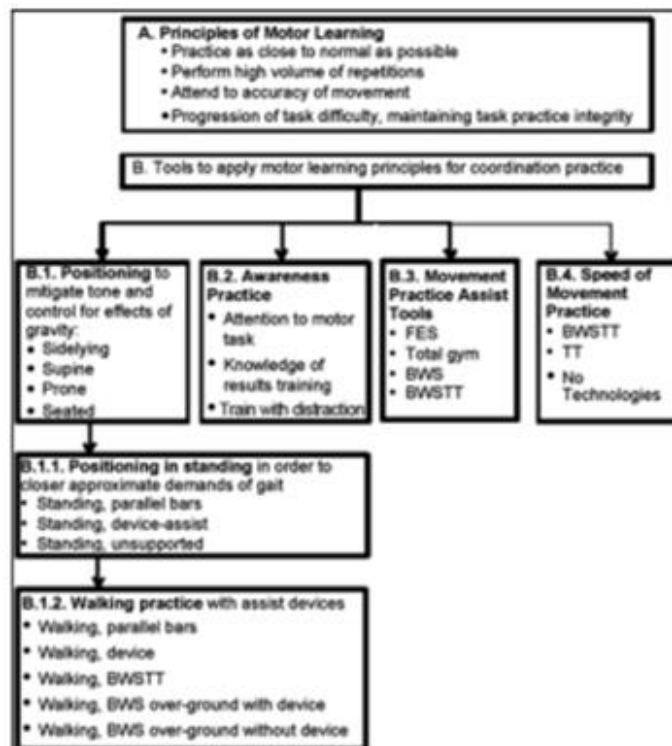 A. Principles of Motor Learning
• Practice as close to normal as possible
• Perform high volume of repetitions
• Attend to accuracy of movement
• Progression of task difficulty, maintaining task practice integrity
B. Tools to apply motor learning principles for coordination practice
B.1. Positioning to
mitigate tone and
control for effects of
gravity:
• Sidelying
• Supine
• Prone
• Seated
B.2. Awareness
Practice
• Attention to motor
task
• Knowledge of
results training
• Train with distraction
B.3. Movement
Practice Assist
Tools
• FES
• Total gym
• BWS
• BWSTT
B.4. Speed of
Movement
Practice
• BWSTT
• TT
• No
Technologies
B.1.1. Positioning in standing in order to
closer approximate demands of gait
• Standing, parallel bars
• Standing, device-assist
• Standing, unsupported
B.1.2. Walking practice with assist devices
• Walking, parallel bars
• Walking, device
• Walking, BWSTT
• Walking, BWS over-ground with device
• Walking, BWS over-ground without device